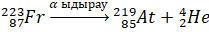 ²²³₈₇Fr —α ыдырау→ ²¹⁹₈₅At + ⁴₂He